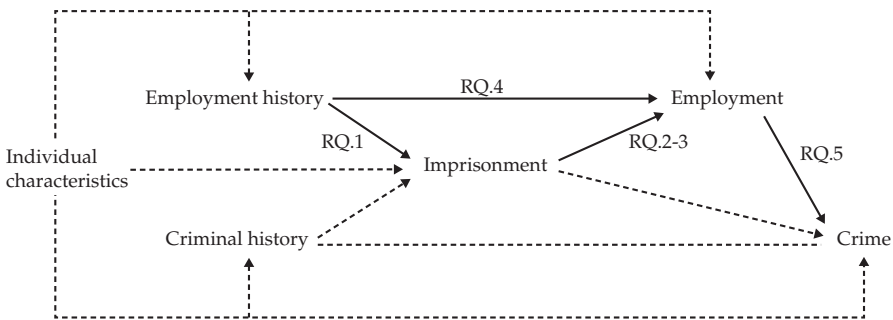 RQ.4
Employment history
Employment
RQ.1
RQ.2-3
RQ.5
Individual
characteristics
Imprisonment
Criminal history
Crime